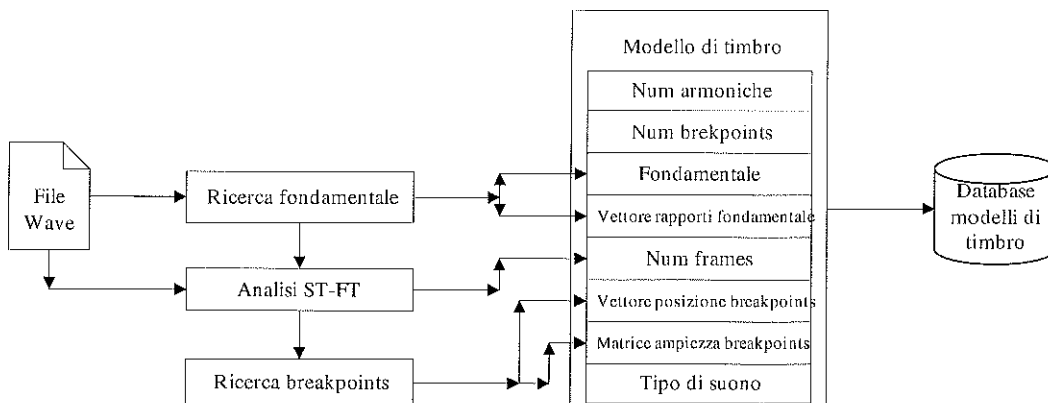 Modello di timbro
Num armoniche
Num brekpoints
Fondamentale
Vettore rapporti fondamentale
Num frames
Vettore posizione breakpoints
Matrice ampiezza breakpoints
Tipo di suono
File
Wave
Ricerca fondamentale
Analisi ST-FT
Ricerca breakpoints
Database
modelli di
timbro